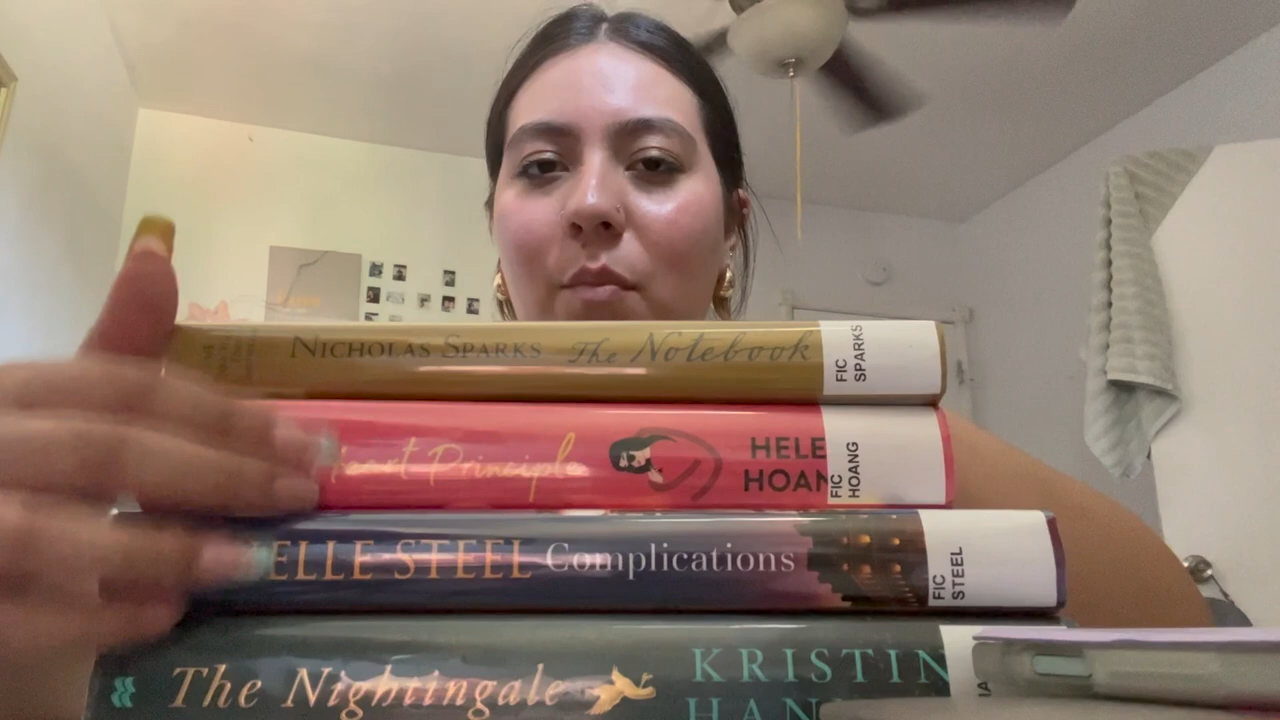 NICHOLAS SPARKS The Notebook
FIC
SPARKS
Heart Principle
HELE
HOAN
FIC
HOANG
ELLE STEEL Complications
FIC
STEEL
The Nightingale
KRISTIN
HAN